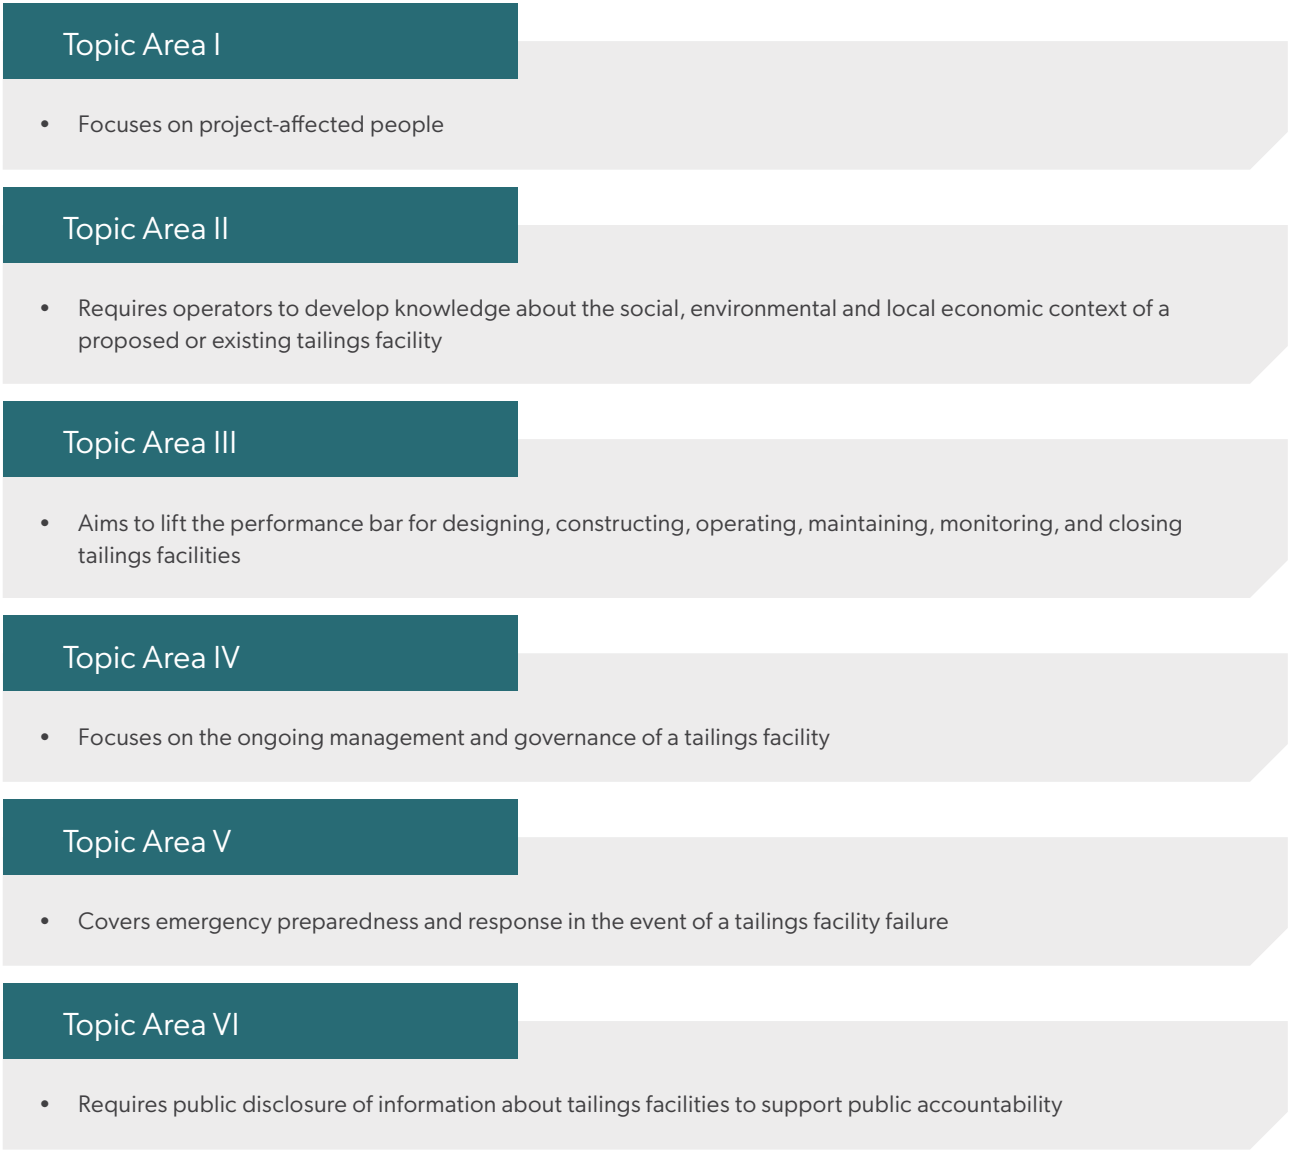 Topic Area I
• Focuses on project-affected people
Topic Area II
• Requires operators to develop knowledge about the social, environmental and local economic context of a
proposed or existing tailings facility
Topic Area III
• Aims to lift the performance bar for designing, constructing, operating, maintaining, monitoring, and closing
tailings facilities
Topic Area IV
• Focuses on the ongoing management and governance of a tailings facility
Topic Area V
• Covers emergency preparedness and response in the event of a tailings facility failure
Topic Area VI
• Requires public disclosure of information about tailings facilities to support public accountability